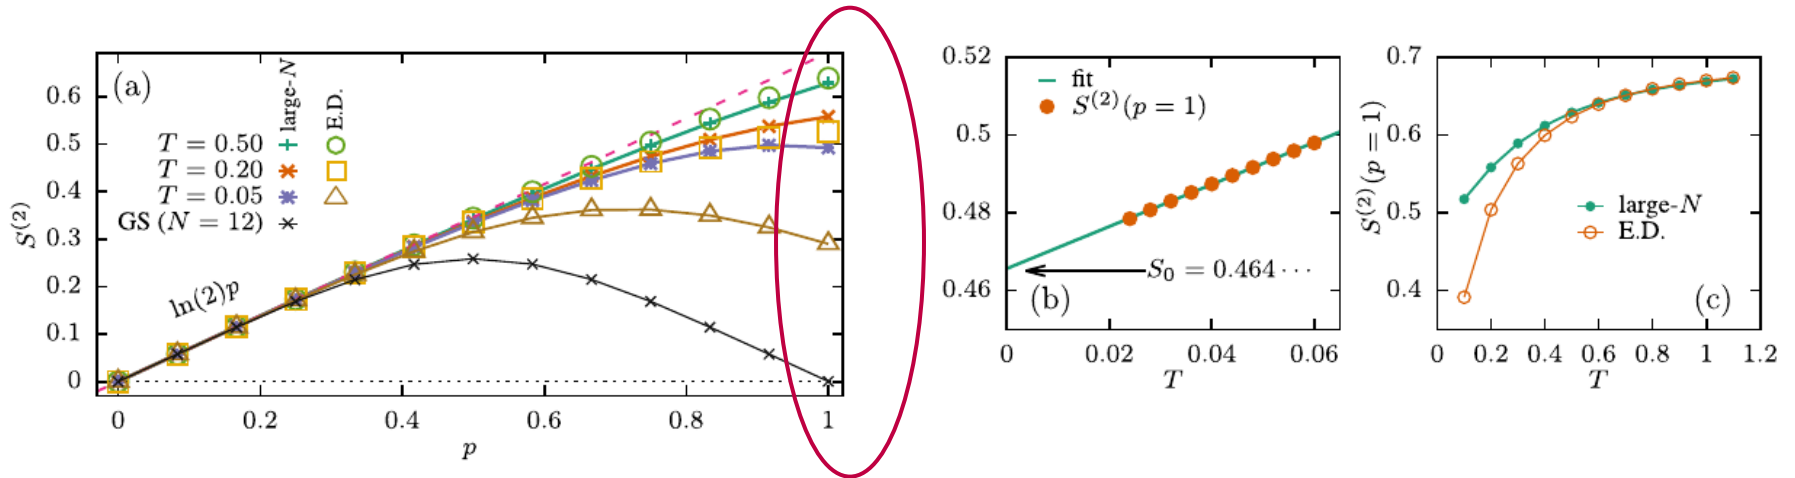 (a)
large-N
E.D.
T = 0.50
T = 0.20
T = 0.05
GS (N = 12)
ln(2)p
S⁽²⁾
0.6
0.5
0.4
0.3
0.2
0.1
0
0 0.2 0.4 0.6 0.8 1
p
0.52
0.5
0.48
0.46
fit
S⁽²⁾(p = 1)
S₀ = 0.464 ⋯
(b)
0 0.02 0.04 0.06
T
S⁽²⁾(p = 1)
0.7
0.6
0.5
0.4
large-N
E.D.
(c)
0 0.2 0.4 0.6 0.8 1 1.2
T